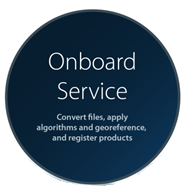 Onboard
Service
Convert files, apply
algorithms and georeference,
and register products